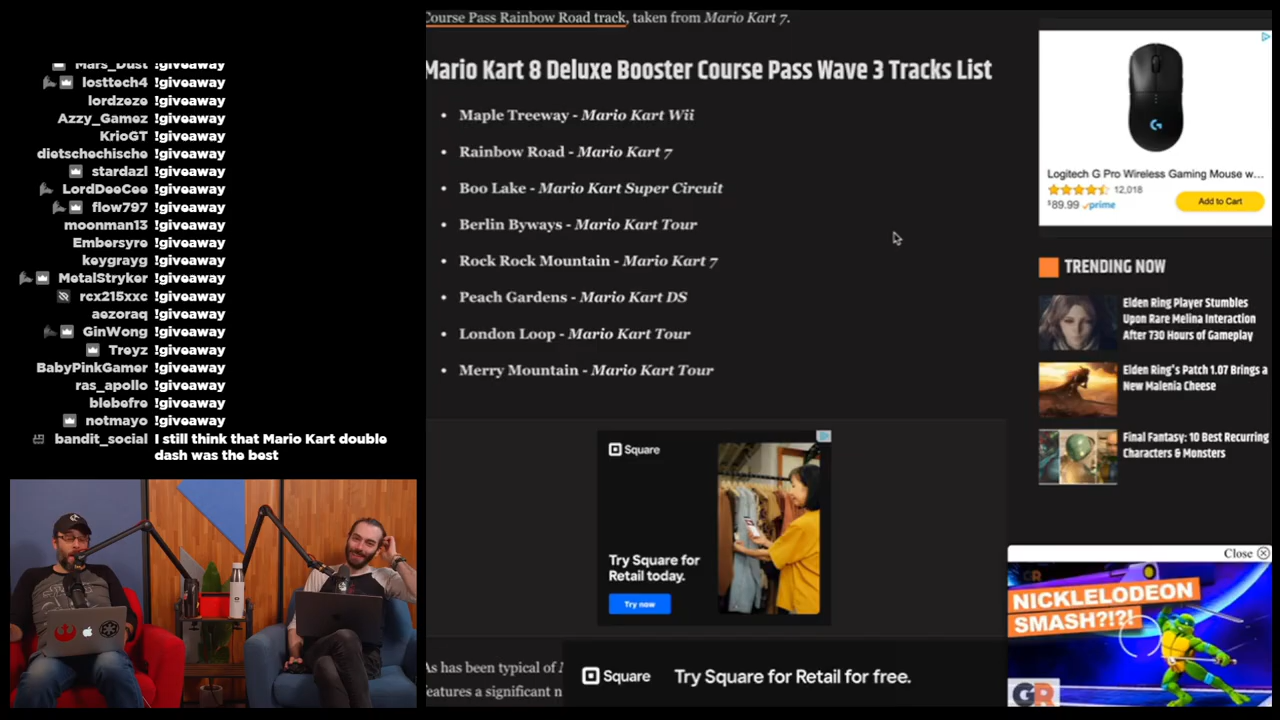 Mars_Dust !giveaway
losttech4 !giveaway
lordzeze !giveaway
Azzy_Gamez !giveaway
KrioGT !giveaway
dietschechische !giveaway
stardazl !giveaway
LordDeeCee !giveaway
flow797 !giveaway
moonman13 !giveaway
Embersyre !giveaway
keygrayg !giveaway
MetalStryker !giveaway
rcx215xxc !giveaway
aezoraq !giveaway
GinWong !giveaway
Treyz !giveaway
BabyPinkGamer !giveaway
ras_apollo !giveaway
blebefre !giveaway
notmayo !giveaway
bandit_social I still think that Mario Kart double
dash was the best
Course Pass Rainbow Road track, taken from Mario Kart 7.
Mario Kart 8 Deluxe Booster Course Pass Wave 3 Tracks List
• Maple Treeway - Mario Kart Wii
• Rainbow Road - Mario Kart 7
• Boo Lake - Mario Kart Super Circuit
• Berlin Byways - Mario Kart Tour
• Rock Rock Mountain - Mario Kart 7
• Peach Gardens - Mario Kart DS
• London Loop - Mario Kart Tour
• Merry Mountain - Mario Kart Tour
Square
Try Square for
Retail today.
Try now
As has been typical of
features a significant n
Square Try Square for Retail for free.
Logitech G Pro Wireless Gaming Mouse w...
12,018
$89.99 prime Add to Cart
TRENDING NOW
Elden Ring Player Stumbles
Upon Rare Melina Interaction
After 730 Hours of Gameplay
Elden Ring's Patch 1.07 Brings a
New Malenia Cheese
Final Fantasy: 10 Best Recurring
Characters & Monsters
Close
GR
NICKLELODEON
SMASH?!?!
GR